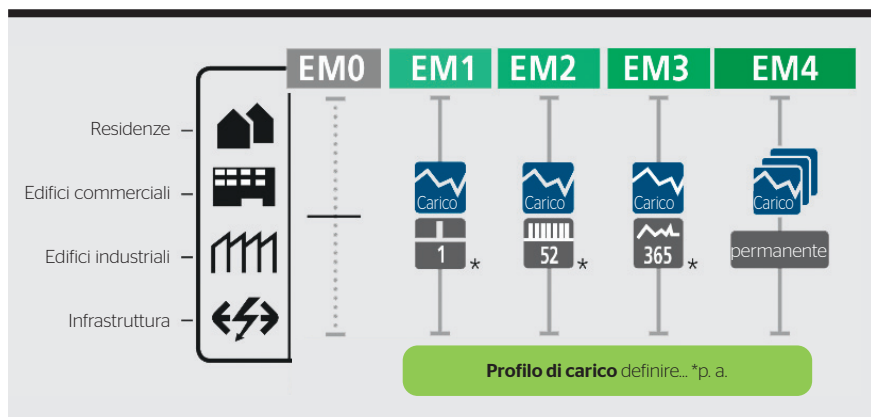 EM0 EM1 EM2 EM3 EM4
Residenze –
Edifici commerciali –
Edifici industriali –
Infrastruttura –
Carico Carico Carico Carico
1 * 52 * 365 * permanente
Profilo di carico definire... *p. a.